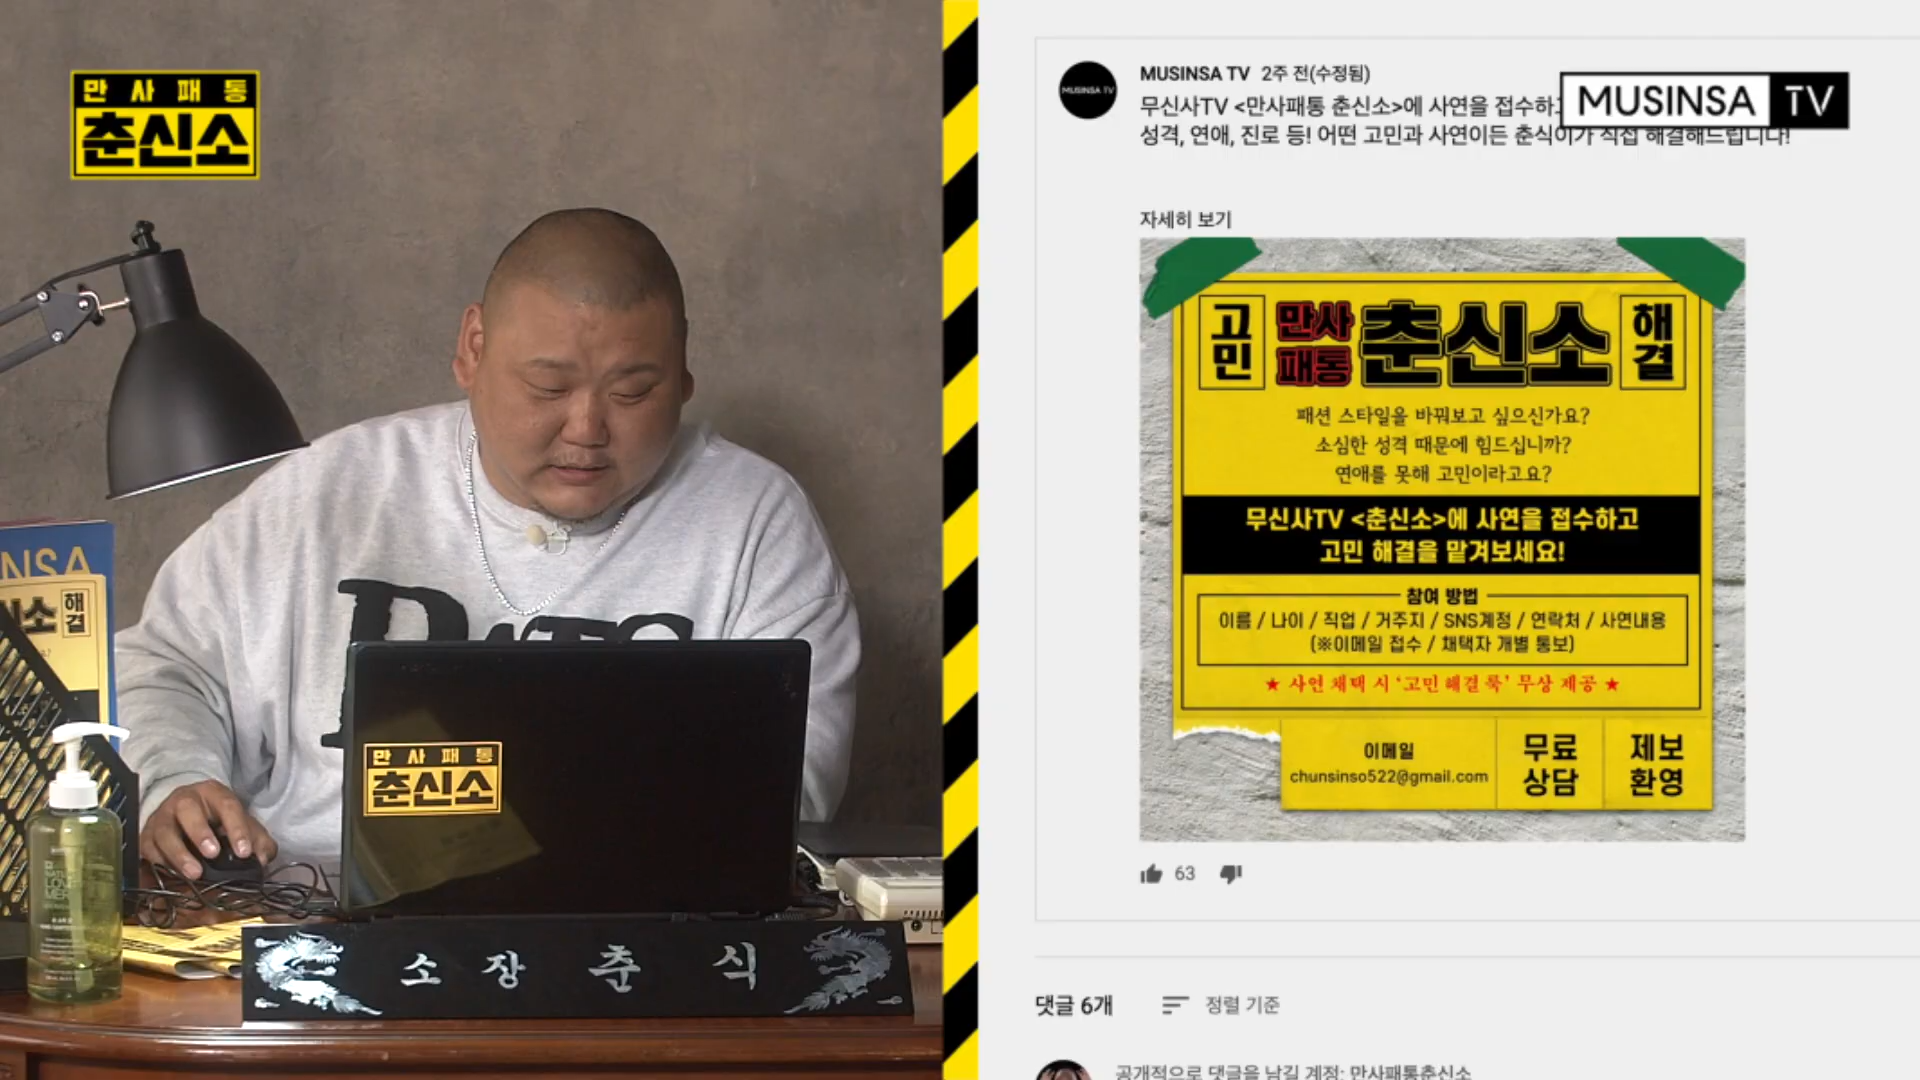 만사패통
춘신소
NSA
신소
해결
만사패통
춘신소
소장 춘식
MUSINSA TV 2주 전(수정됨)
무신사TV <만사패통 춘신소>에 사연을 접수하
성격, 연애, 진로 등! 어떤 고민과 사연이든 춘식이가 직접 해결해드립니다!
MUSINSA TV
MUSINSA TV
자세히 보기
고민
만사패통
춘신소
해결
패션 스타일을 바꿔보고 싶으신가요?
소심한 성격 때문에 힘드십니까?
연애를 못해 고민이라고요?
무신사TV <춘신소>에 사연을 접수하고
고민 해결을 맡겨보세요!
참여 방법
이름 / 나이 / 직업 / 거주지 / SNS계정 / 연락처 / 사연내용
(※이메일 접수 / 채택자 개별 통보)
★ 사연 채택 시 '고민 해결 룩' 무상 제공 ★
이메일
chunsinso522@gmail.com
무료
상담
제보
환영
63
댓글 6개
정렬 기준
공개적으로 댓글을 남길 계정: 만사패통춘신소